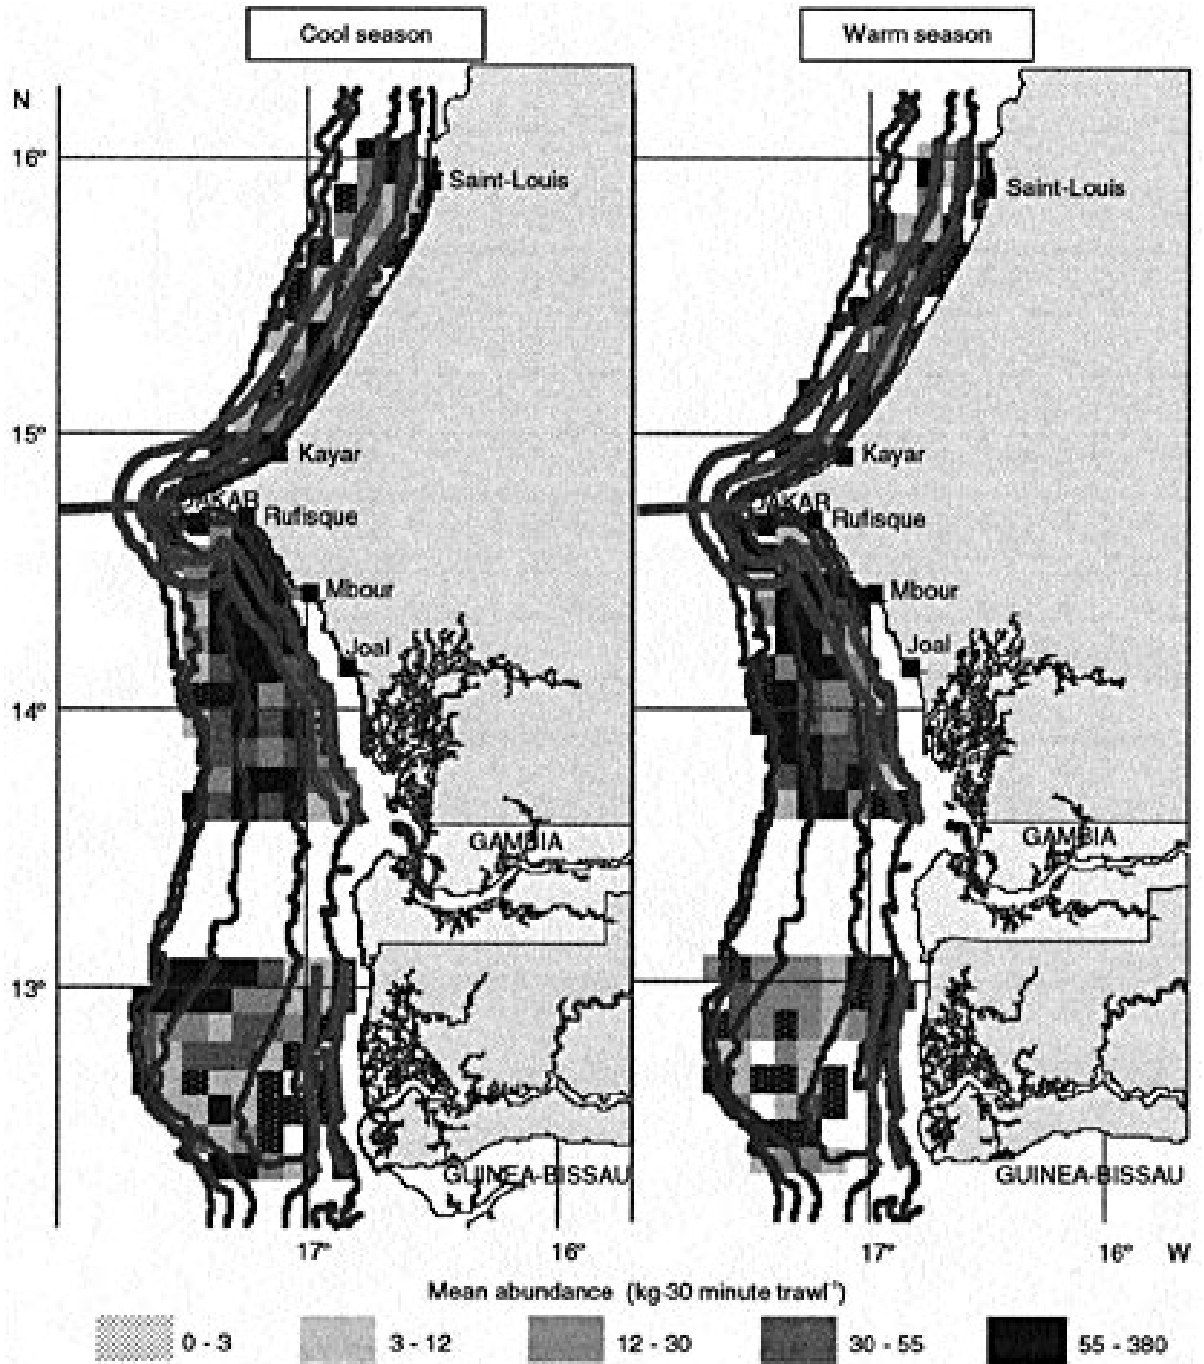 Cool season
Warm season
N
16°
Saint-Louis
Saint-Louis
15°
Kayar
Kayar
DAKAR
DAKAR
Rufisque
Rufisque
Mbour
Mbour
Joal
Joal
14°
GAMBIA
GAMBIA
13°
GUINEA-BISSAU
GUINEA-BISSAU
17°
16°
17°
16°
W
Mean abundance (kg·30 minute trawl⁻¹)
0 - 3
3 - 12
12 - 30
30 - 55
55 - 380